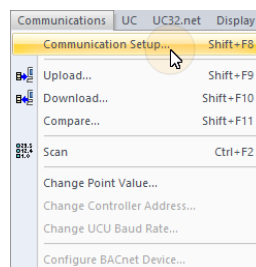 Communications UC UC32.net Display
Communication Setup... Shift+F8
Upload... Shift+F9
Download... Shift+F10
Compare... Shift+F11
Scan Ctrl+F2
Change Point Value...
Change Controller Address...
Change UCU Baud Rate...
Configure BACnet Device...